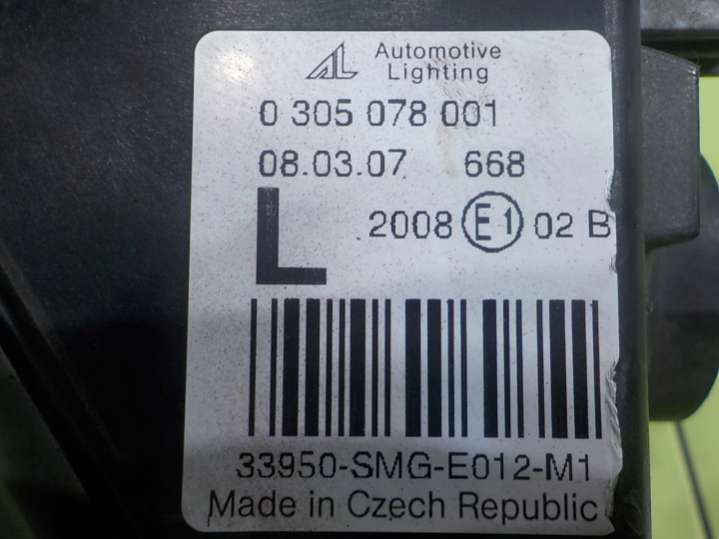 AL Automotive
Lighting
0 305 078 001
08.03.07 668
L
2008 E1 02 B
33950-SMG-E012-M1
Made in Czech Republic